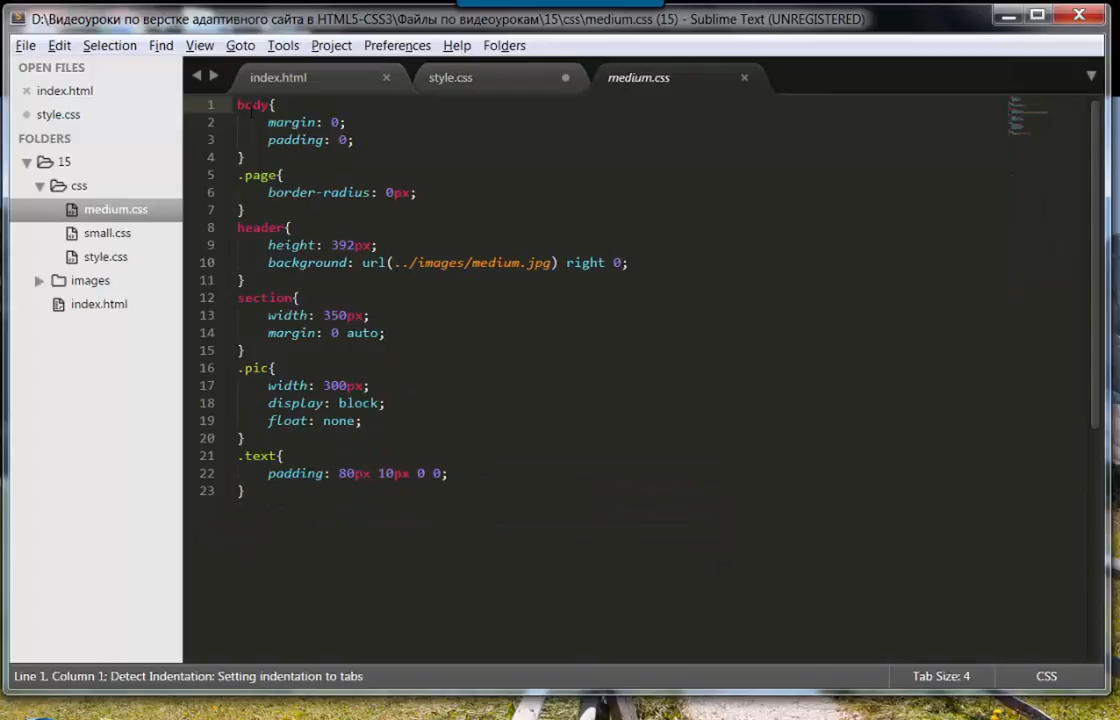 D:\Видеоуроки по верстке адаптивного сайта в HTML5-CSS3\Файлы по видеоурокам\15\css\medium.css (15) - Sublime Text (UNREGISTERED)
File Edit Selection Find View Goto Tools Project Preferences Help Folders
OPEN FILES
index.html
style.css
FOLDERS
15
css
medium.css
small.css
style.css
images
index.html
index.html style.css medium.css
1 body{
2 margin: 0;
3 padding: 0;
4 }
5 .page{
6 border-radius: 0px;
7 }
8 header{
9 height: 392px;
10 background: url(../images/medium.jpg) right 0;
11 }
12 section{
13 width: 350px;
14 margin: 0 auto;
15 }
16 .pic{
17 width: 300px;
18 display: block;
19 float: none;
20 }
21 .text{
22 padding: 80px 10px 0 0;
23 }
Line 1, Column 1; Detect Indentation: Setting indentation to tabs
Tab Size: 4
CSS